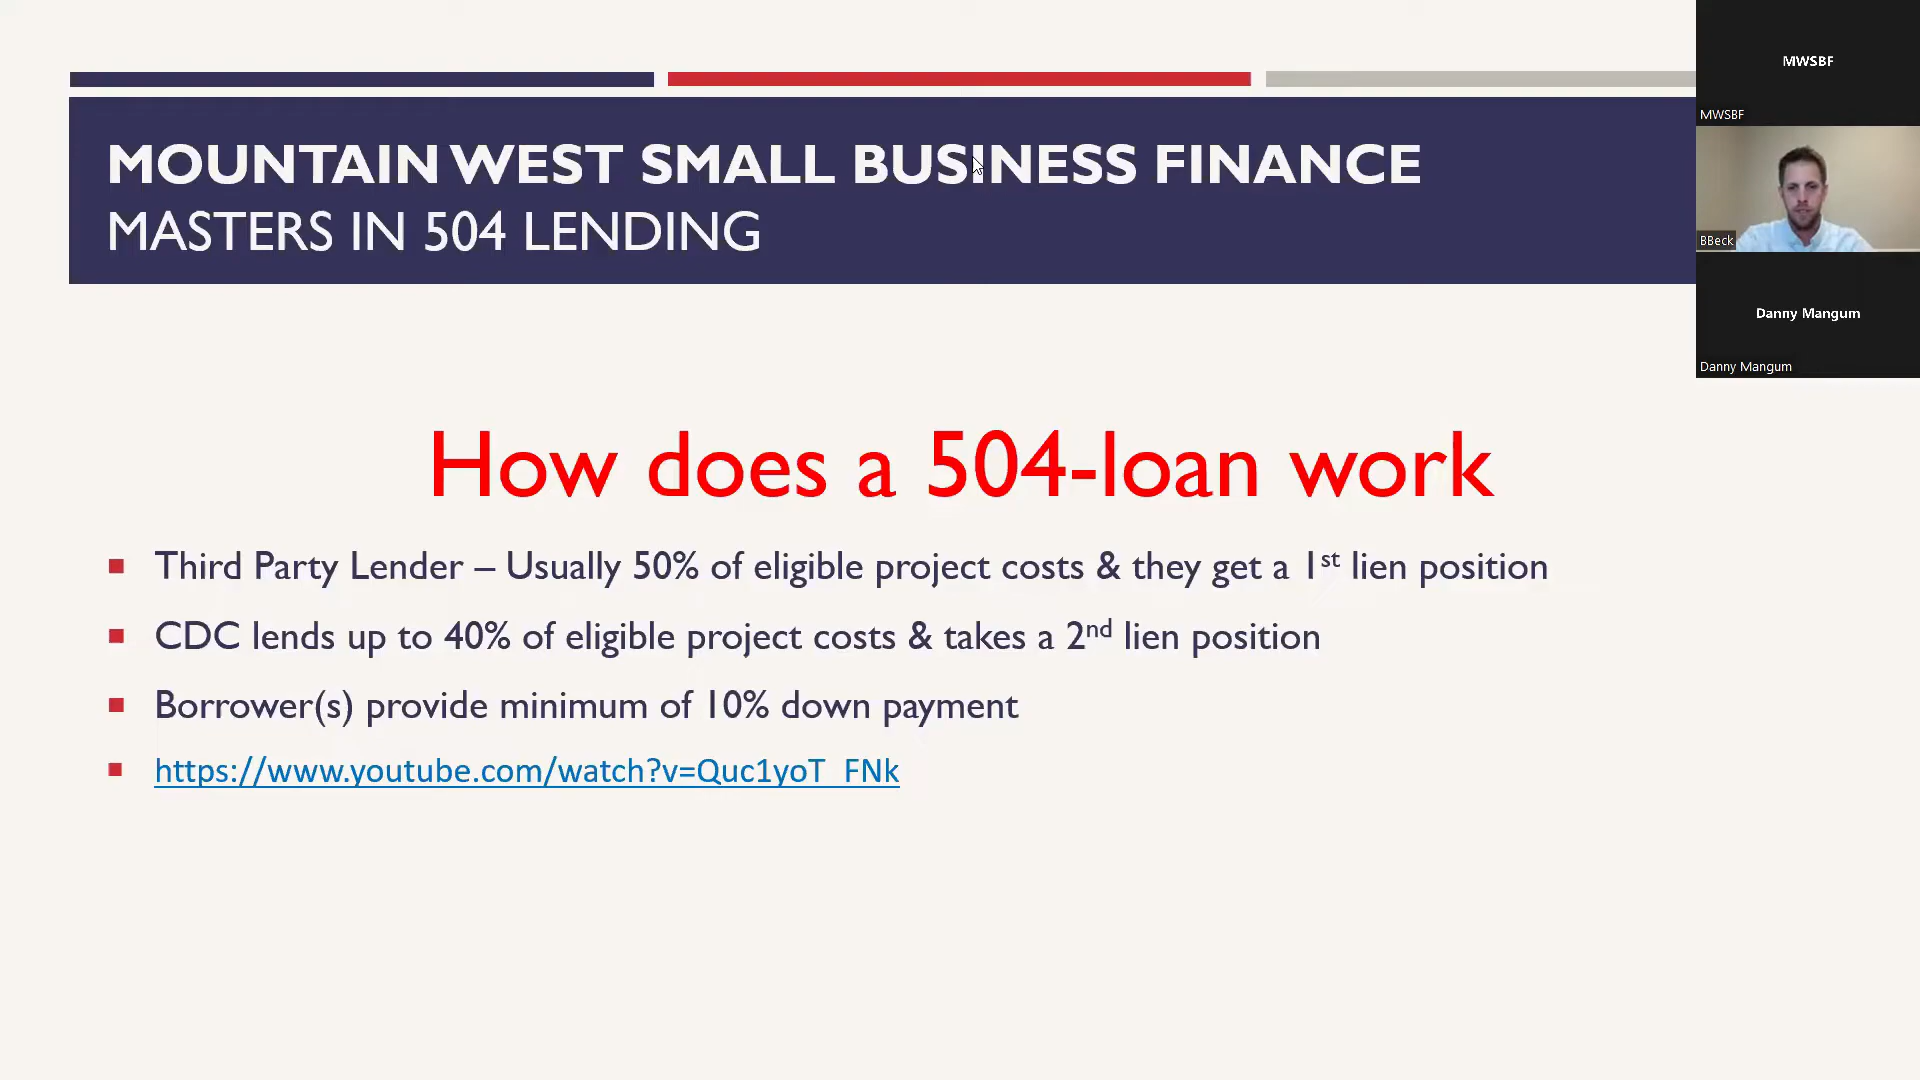 MOUNTAIN WEST SMALL BUSINESS FINANCE
MASTERS IN 504 LENDING
MWSBF
MWSBF
BBeck
Danny Mangum
Danny Mangum
How does a 504-loan work
Third Party Lender – Usually 50% of eligible project costs & they get a 1st lien position
CDC lends up to 40% of eligible project costs & takes a 2nd lien position
Borrower(s) provide minimum of 10% down payment
https://www.youtube.com/watch?v=Quc1yoT_FNk